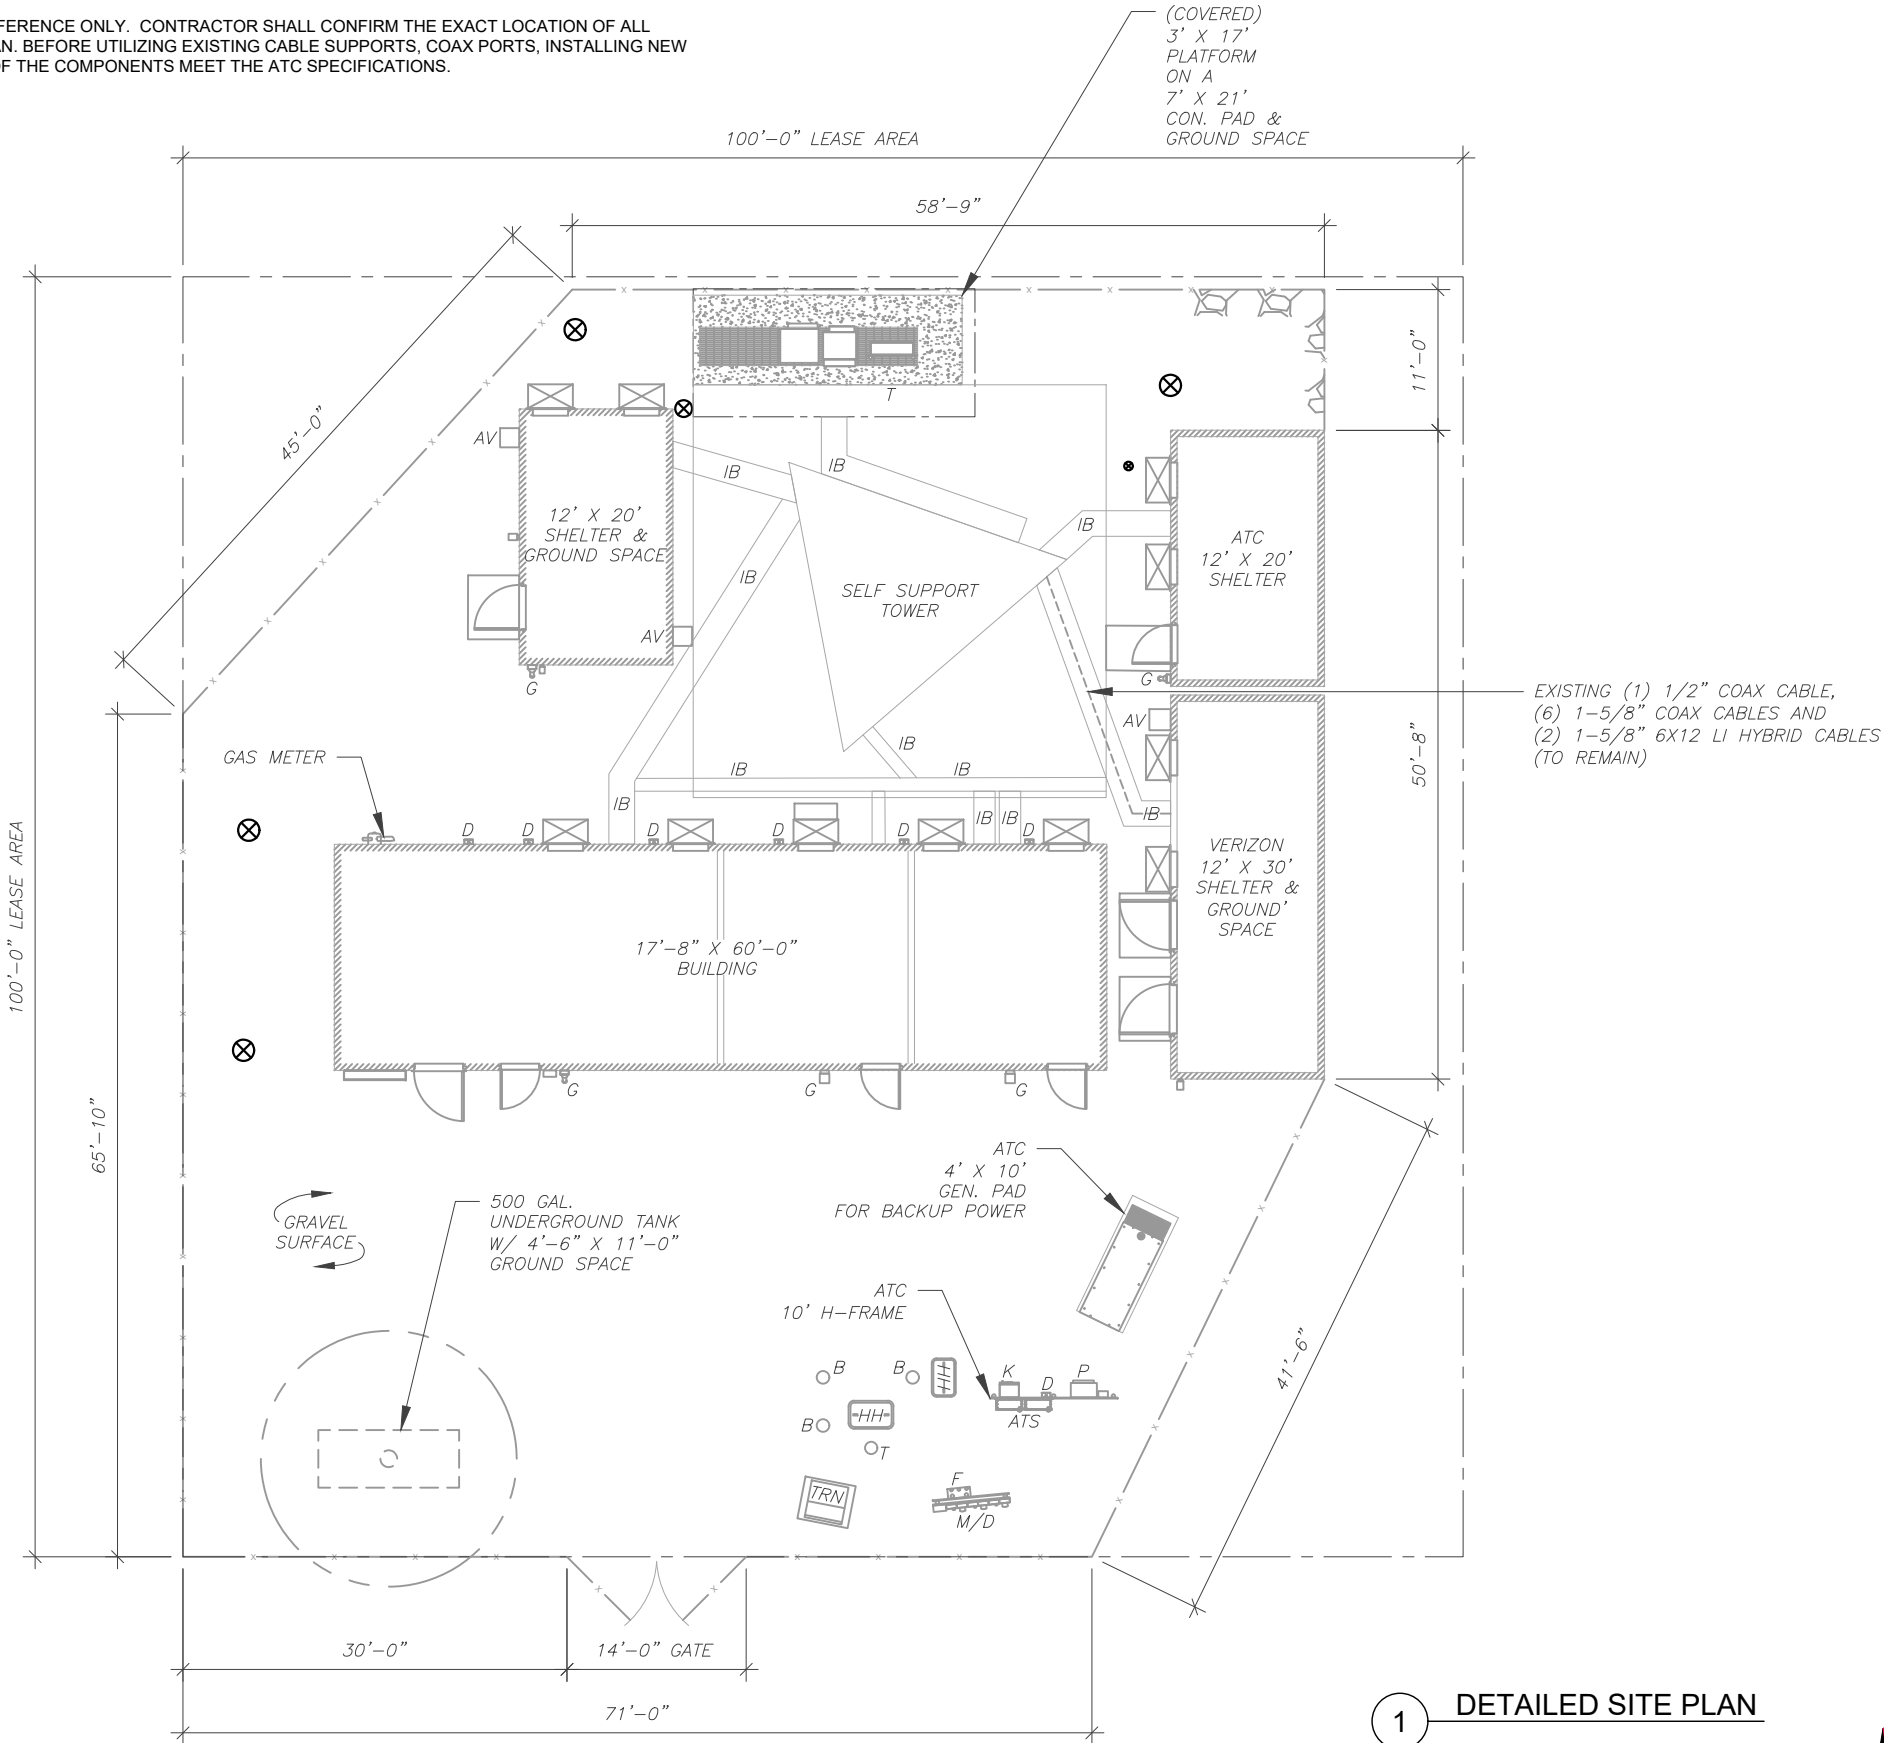 FERENCE ONLY. CONTRACTOR SHALL CONFIRM THE EXACT LOCATION OF ALL
AN. BEFORE UTILIZING EXISTING CABLE SUPPORTS, COAX PORTS, INSTALLING NEW
OF THE COMPONENTS MEET THE ATC SPECIFICATIONS.
(COVERED)
3' X 17'
PLATFORM
ON A
7' X 21'
CON. PAD &
GROUND SPACE
100'-0" LEASE AREA
58'-9"
45'-0"
11'-0"
T
AV
IB
IB
12' X 20'
SHELTER &
GROUND SPACE
IB
ATC
12' X 20'
SHELTER
IB
SELF SUPPORT
TOWER
AV
G
G
EXISTING (1) 1/2" COAX CABLE,
(6) 1-5/8" COAX CABLES AND
(2) 1-5/8" 6X12 LI HYBRID CABLES
(TO REMAIN)
AV
50'-8"
GAS METER
IB
IB
IB
IB
IB
IB
IB
D
D
D
D
D
D
VERIZON
12' X 30'
SHELTER &
GROUND'
SPACE
100'-0" LEASE AREA
17'-8" X 60'-0"
BUILDING
G
G
G
65'-10"
ATC
4' X 10'
GEN. PAD
FOR BACKUP POWER
500 GAL.
UNDERGROUND TANK
W/ 4'-6" X 11'-0"
GROUND SPACE
GRAVEL
SURFACE
ATC
10' H-FRAME
41'-6"
B
B
HH
K
D
P
ATS
B
HH
T
TRN
F
M/D
30'-0"
14'-0" GATE
71'-0"
1
DETAILED SITE PLAN